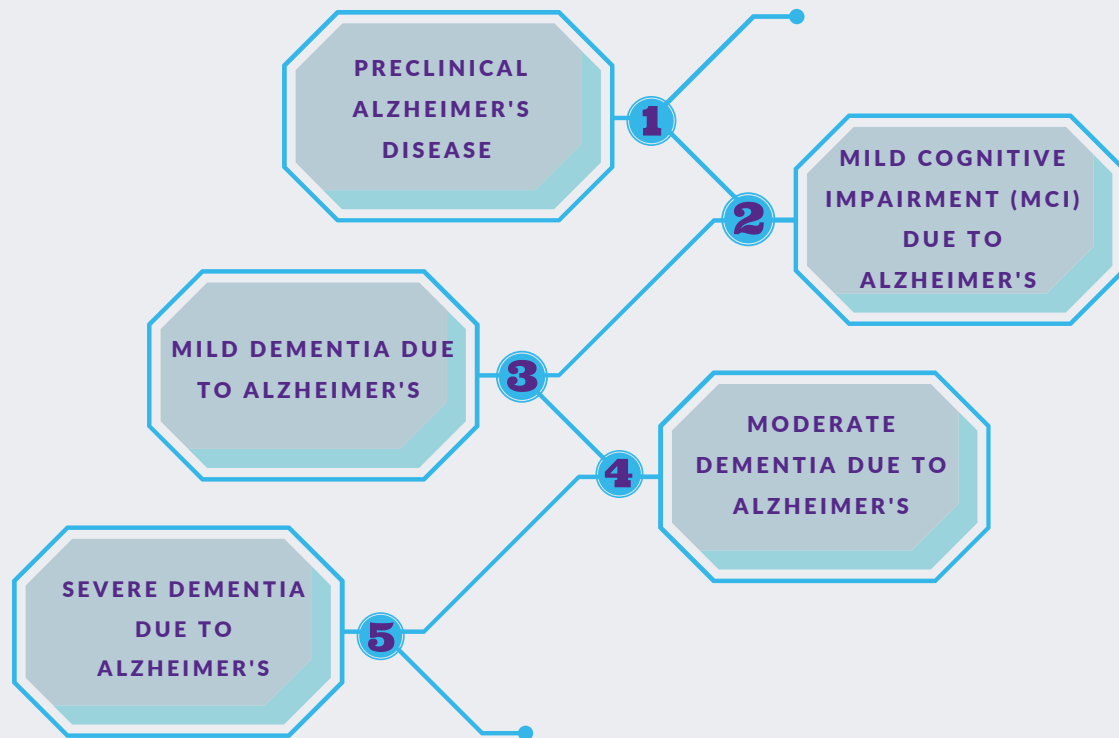 PRECLINICAL
ALZHEIMER'S
DISEASE
1
2
MILD COGNITIVE
IMPAIRMENT (MCI)
DUE TO
ALZHEIMER'S
MILD DEMENTIA DUE
TO ALZHEIMER'S
3
4
MODERATE
DEMENTIA DUE TO
ALZHEIMER'S
SEVERE DEMENTIA
DUE TO
ALZHEIMER'S
5